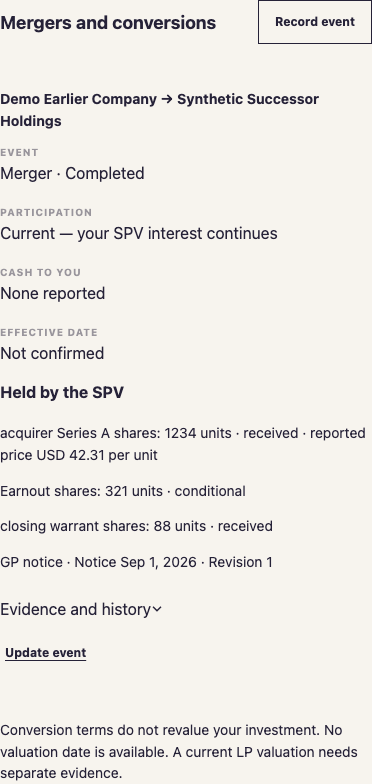 Mergers and conversions
Record event
Demo Earlier Company → Synthetic Successor
Holdings
EVENT
Merger · Completed
PARTICIPATION
Current — your SPV interest continues
CASH TO YOU
None reported
EFFECTIVE DATE
Not confirmed
Held by the SPV
acquirer Series A shares: 1234 units · received · reported
price USD 42.31 per unit
Earnout shares: 321 units · conditional
closing warrant shares: 88 units · received
GP notice · Notice Sep 1, 2026 · Revision 1
Evidence and history
Update event
Conversion terms do not revalue your investment. No
valuation date is available. A current LP valuation needs
separate evidence.